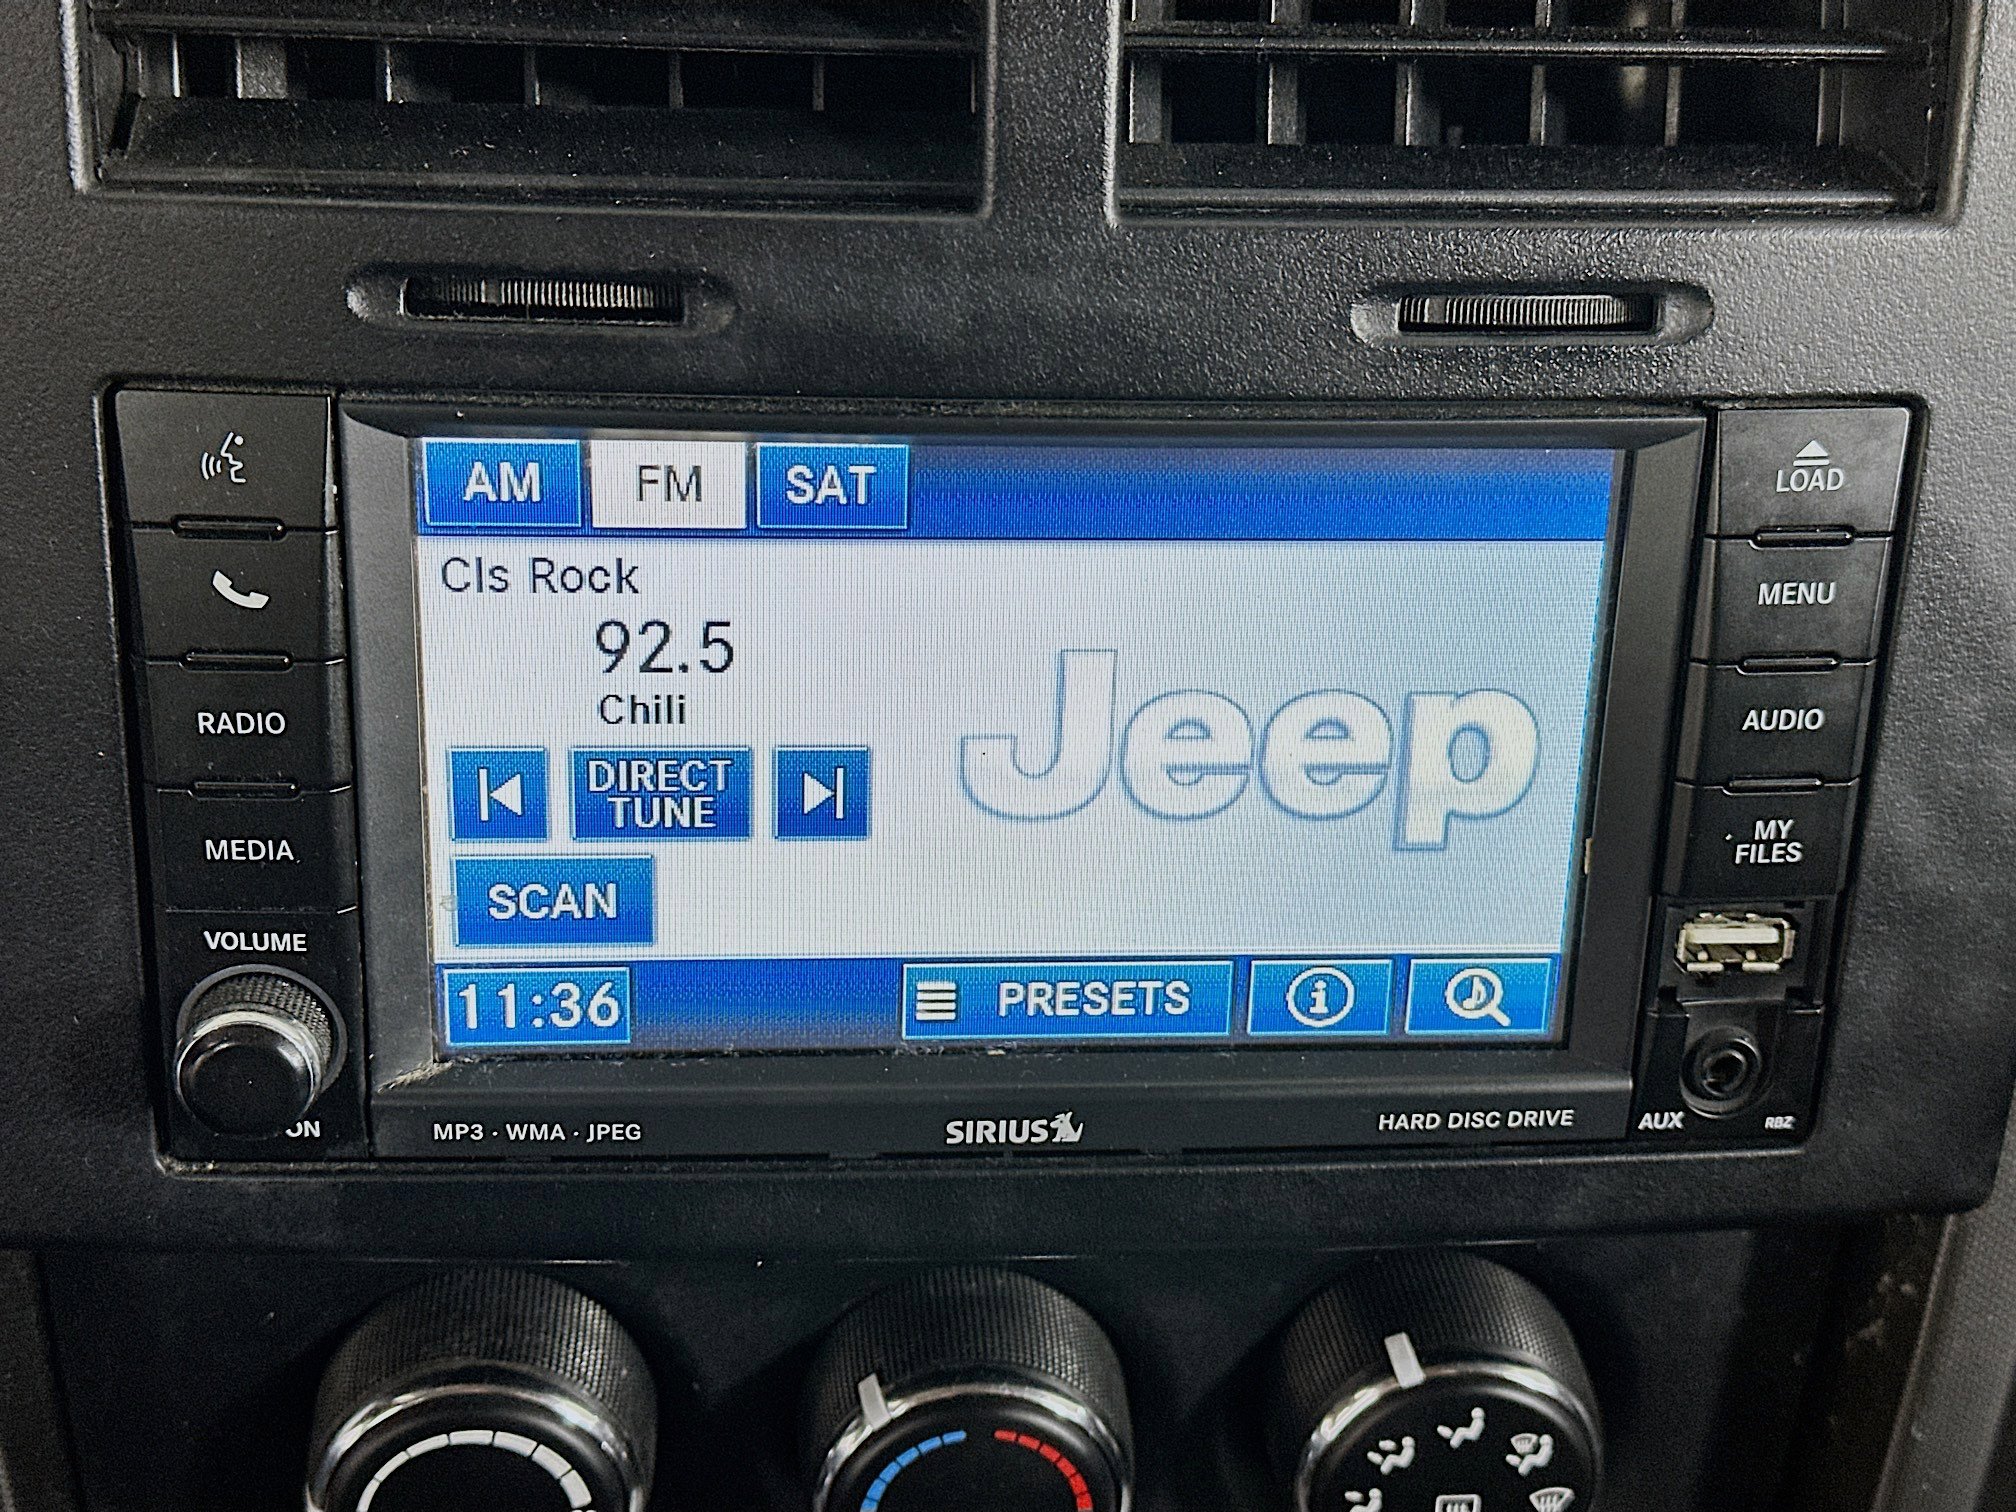 AM FM SAT
Cls Rock
92.5
Chili
DIRECT
TUNE
SCAN
11:36 PRESETS i
Jeep
RADIO
MEDIA
VOLUME
ON
LOAD
MENU
AUDIO
MY
FILES
MP3 · WMA · JPEG
SIRIUS
HARD DISC DRIVE
AUX
RBZ